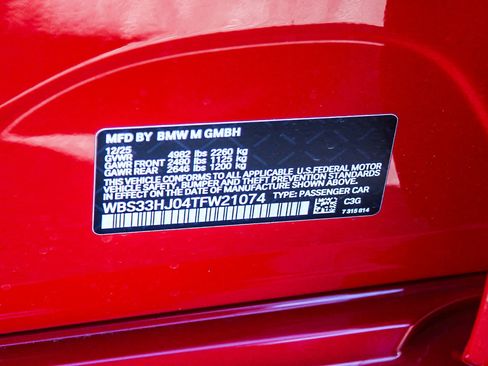 MFD BY BMW M GMBH
12/25
GVWR 4982 lbs 2260 kg
GAWR FRONT 2480 lbs 1125 kg
GAWR REAR 2646 lbs 1200 kg
THIS VEHICLE CONFORMS TO ALL APPLICABLE U.S.FEDERAL MOTOR
VEHICLE SAFETY, BUMPER AND THEFT PREVENTION STANDARDS
IN EFFECT ON THE DATE OF MANUFACTURE SHOWN ABOVE.
WBS33HJ04TFW21074 TYPE: PASSENGER CAR
C3G
7 315 814